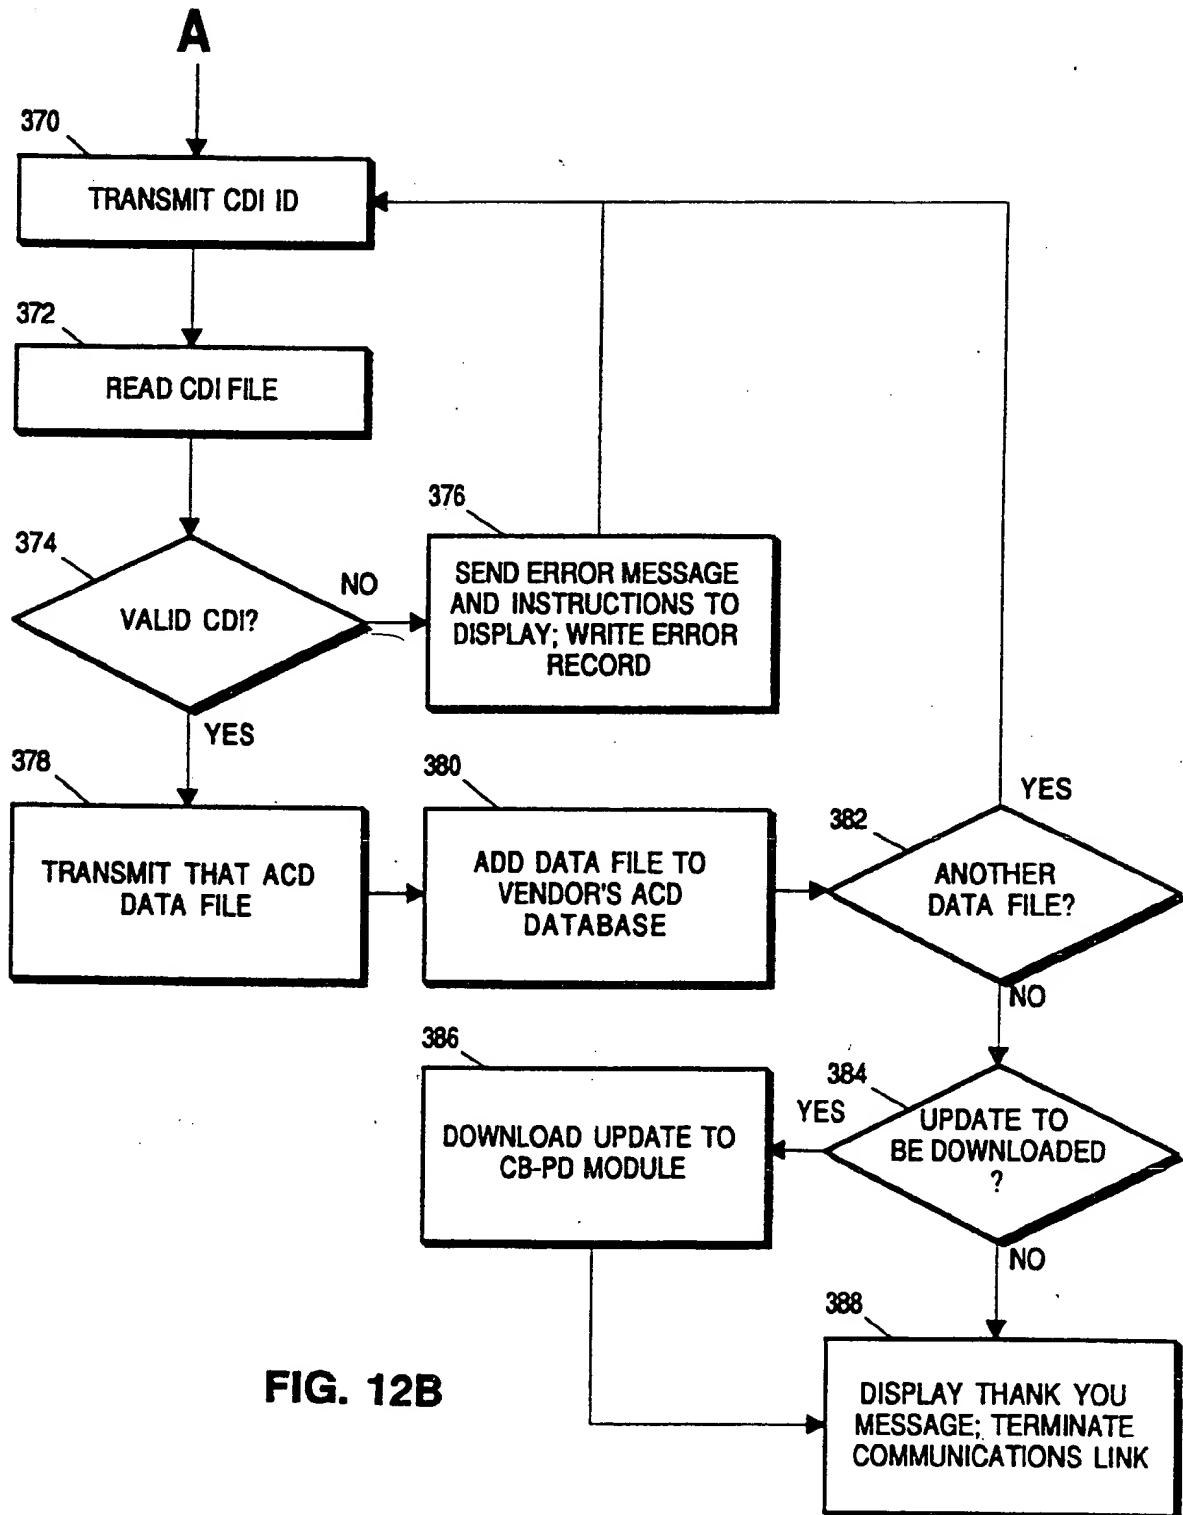 A
370
TRANSMIT CDI ID
372
READ CDI FILE
374
VALID CDI?
NO
376
SEND ERROR MESSAGE
AND INSTRUCTIONS TO
DISPLAY; WRITE ERROR
RECORD
YES
378
TRANSMIT THAT ACD
DATA FILE
380
ADD DATA FILE TO
VENDOR'S ACD
DATABASE
YES
382
ANOTHER
DATA FILE?
NO
384
UPDATE TO
BE DOWNLOADED
?
YES
386
DOWNLOAD UPDATE TO
CB-PD MODULE
NO
388
DISPLAY THANK YOU
MESSAGE; TERMINATE
COMMUNICATIONS LINK
FIG. 12B